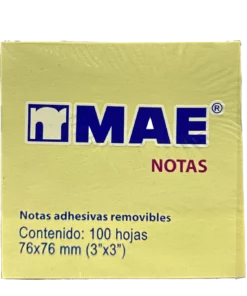 MAE®
NOTAS
Notas adhesivas removibles
Contenido: 100 hojas
76x76 mm (3"x3")